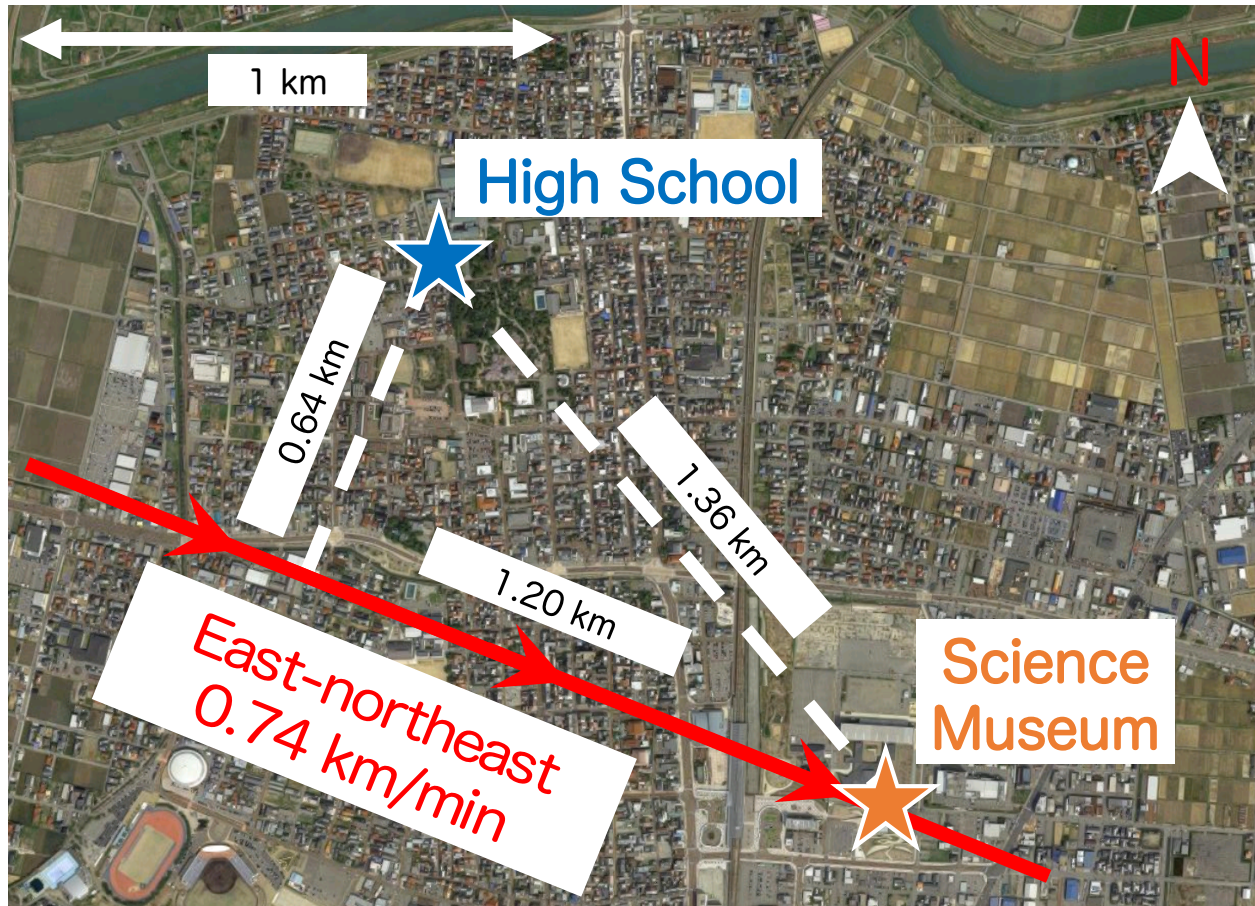 1 km
N
High School
0.64 km
1.36 km
1.20 km
East-northeast
0.74 km/min
Science
Museum